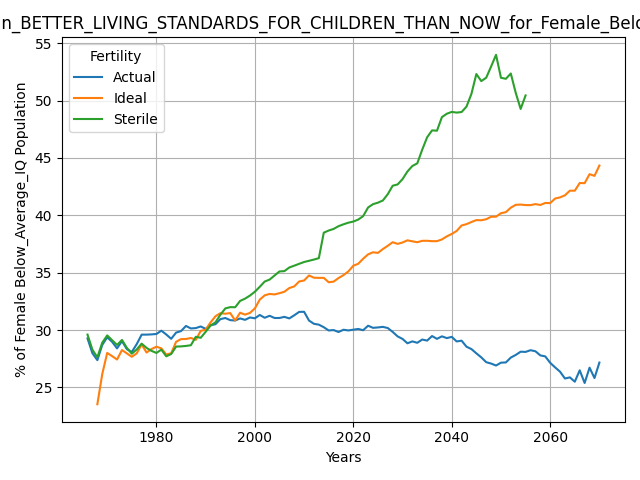 n_BETTER_LIVING_STANDARDS_FOR_CHILDREN_THAN_NOW_for_Female_Belo
Fertility
Actual
Ideal
Sterile
% of Female Below_Average_IQ Population
55
50
45
40
35
30
25
1980
2000
2020
2040
2060
Years